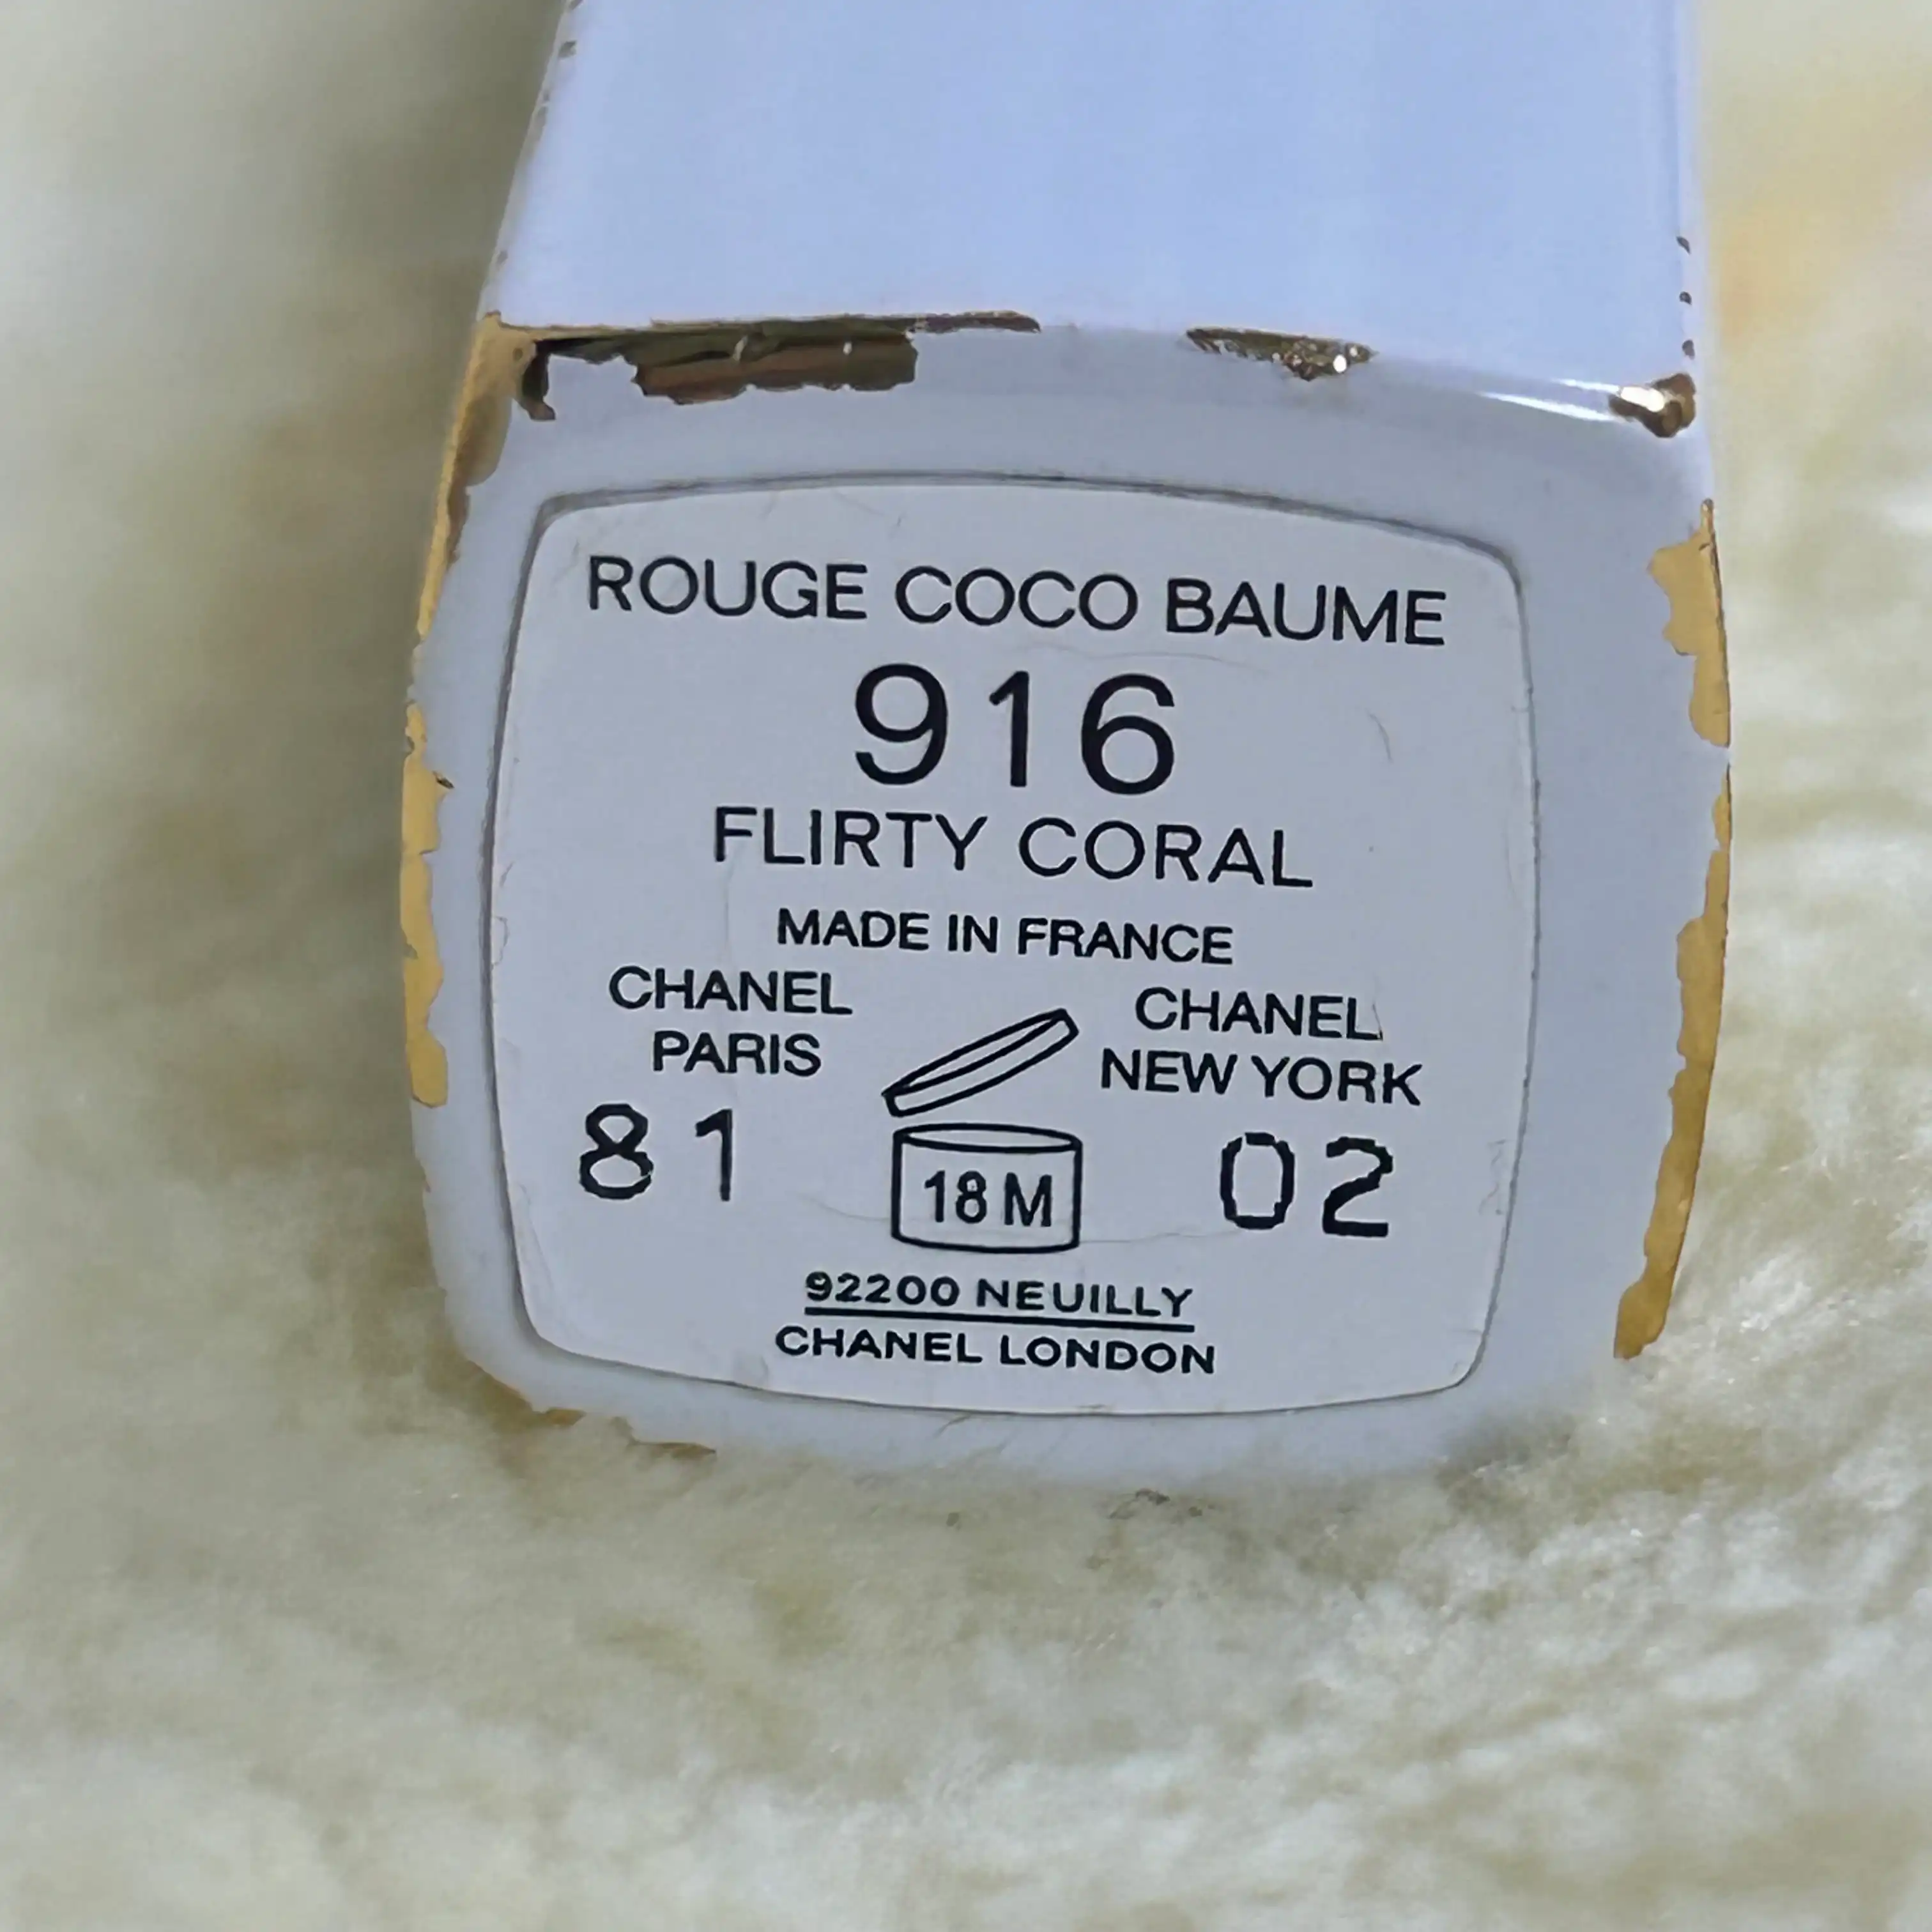 ROUGE COCO BAUME
916
FLIRTY CORAL
MADE IN FRANCE
CHANEL PARIS
CHANEL NEW YORK
81
18 M
02
92200 NEUILLY
CHANEL LONDON